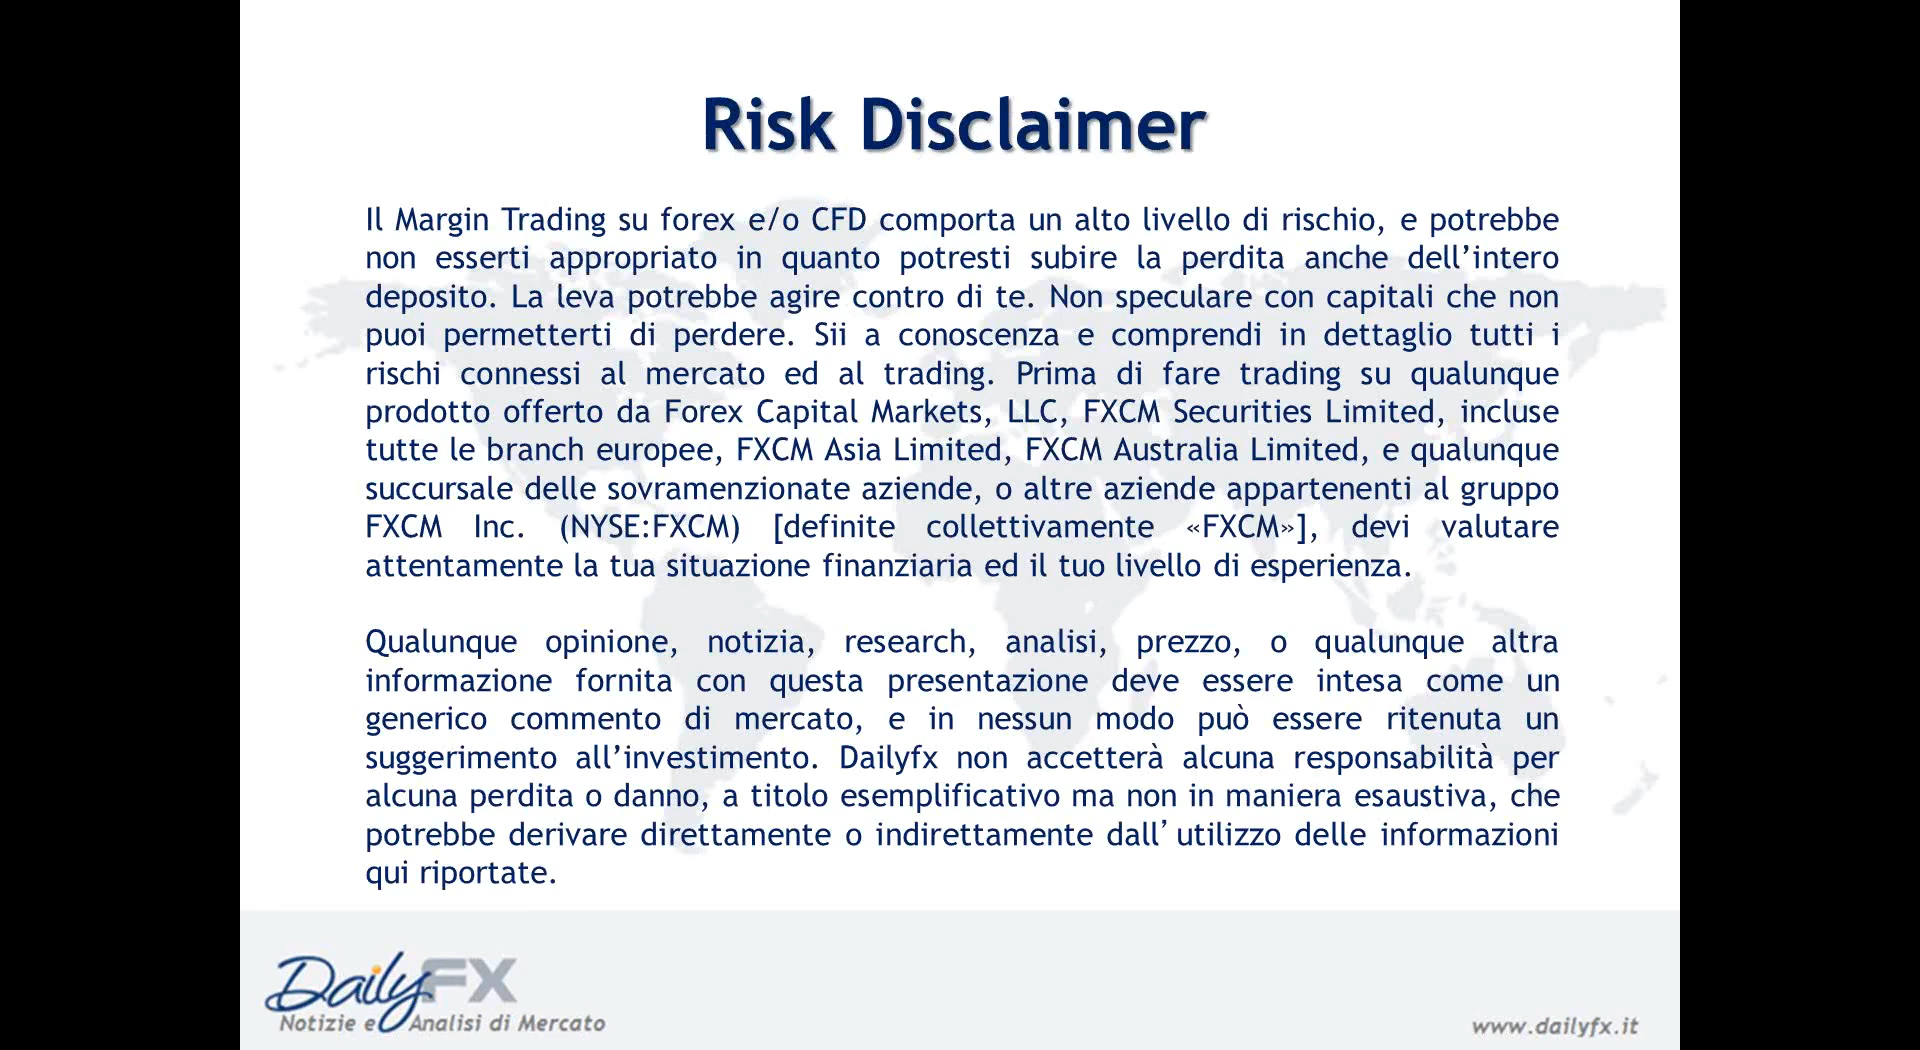 Risk Disclaimer
Il Margin Trading su forex e/o CFD comporta un alto livello di rischio, e potrebbe
non esserti appropriato in quanto potresti subire la perdita anche dell’intero
deposito. La leva potrebbe agire contro di te. Non speculare con capitali che non
puoi permetterti di perdere. Sii a conoscenza e comprendi in dettaglio tutti i
rischi connessi al mercato ed al trading. Prima di fare trading su qualunque
prodotto offerto da Forex Capital Markets, LLC, FXCM Securities Limited, incluse
tutte le branch europee, FXCM Asia Limited, FXCM Australia Limited, e qualunque
succursale delle sovramenzionate aziende, o altre aziende appartenenti al gruppo
FXCM Inc. (NYSE:FXCM) [definite collettivamente «FXCM»], devi valutare
attentamente la tua situazione finanziaria ed il tuo livello di esperienza.
Qualunque opinione, notizia, research, analisi, prezzo, o qualunque altra
informazione fornita con questa presentazione deve essere intesa come un
generico commento di mercato, e in nessun modo può essere ritenuta un
suggerimento all’investimento. Dailyfx non accetterà alcuna responsabilità per
alcuna perdita o danno, a titolo esemplificativo ma non in maniera esaustiva, che
potrebbe derivare direttamente o indirettamente dall’utilizzo delle informazioni
qui riportate.
DailyFX
Notizie e Analisi di Mercato
www.dailyfx.it